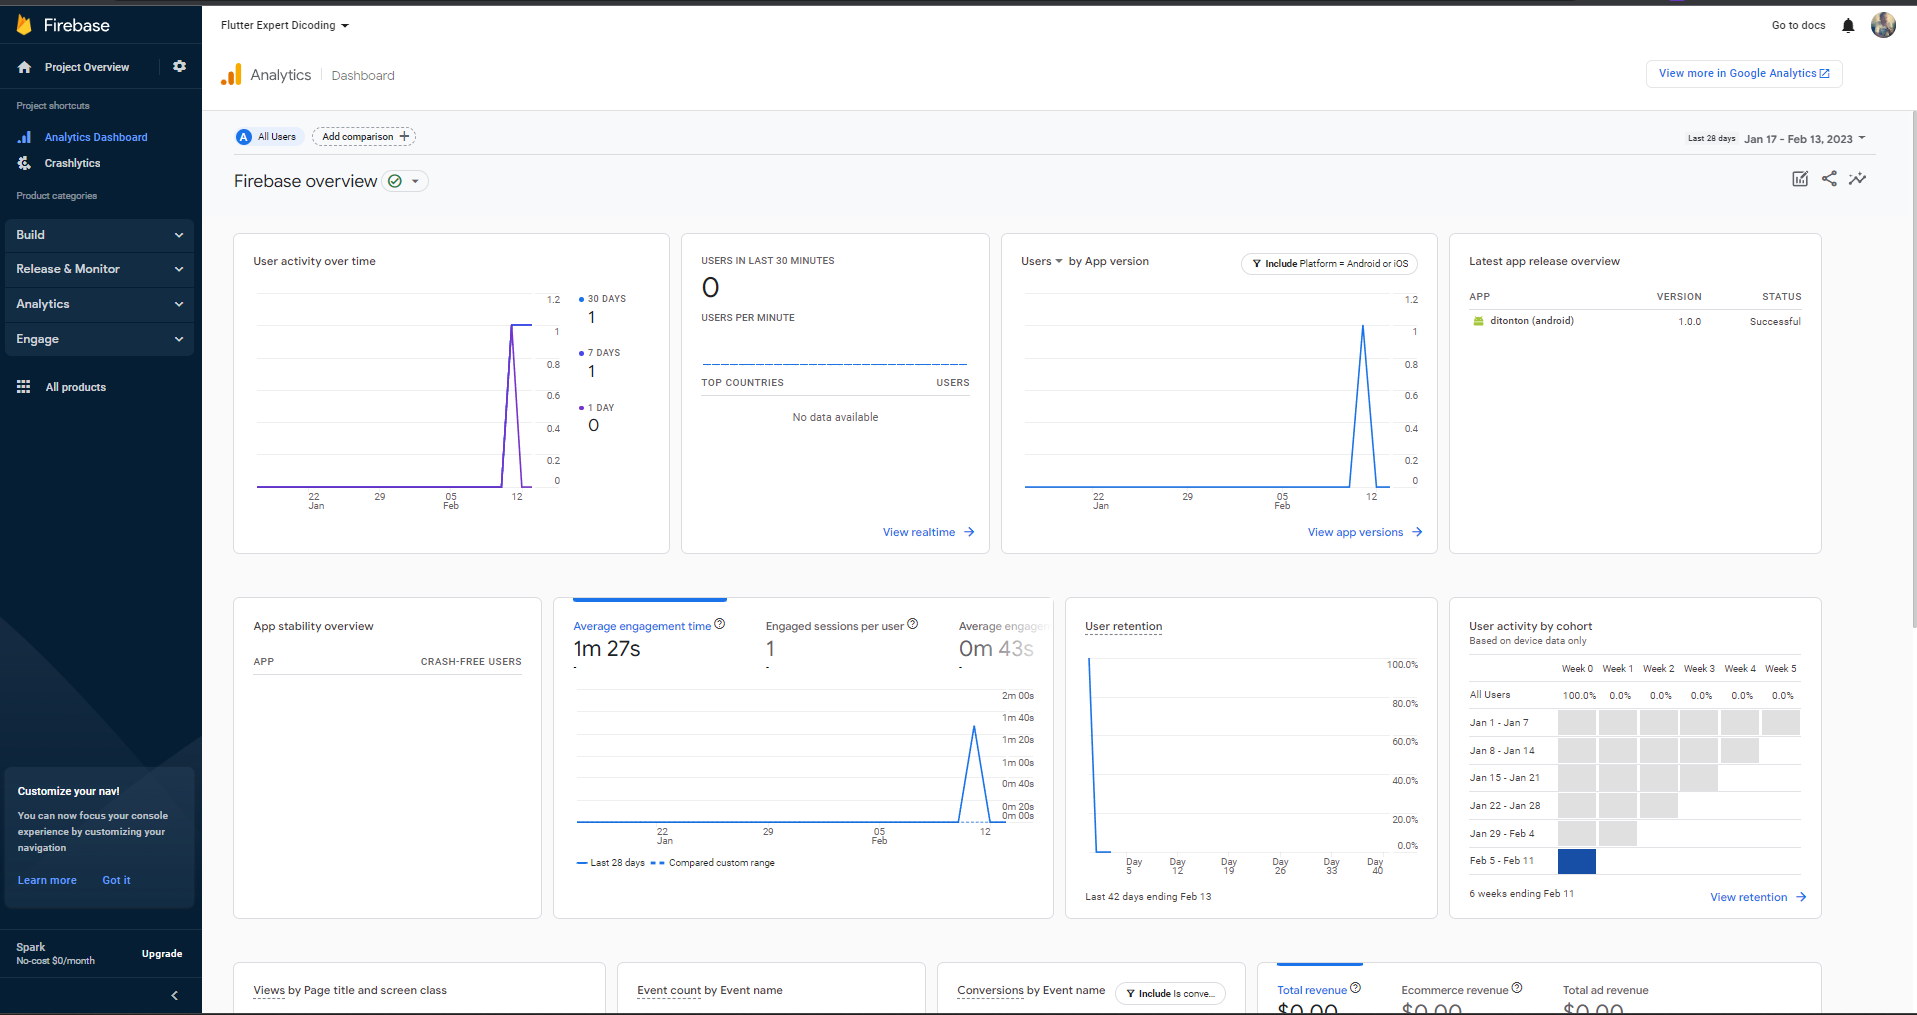 Firebase
Project Overview
Project shortcuts
Analytics Dashboard
Crashlytics
Product categories
Build
Release & Monitor
Analytics
Engage
All products
Customize your nav!
You can now focus your console
experience by customizing your
navigation
Learn more Got it
Spark
No-cost $0/month
Upgrade
Flutter Expert Dicoding
Go to docs
Analytics Dashboard
View more in Google Analytics
A All Users
Add comparison
Last 28 days Jan 17 - Feb 13, 2023
Firebase overview
User activity over time
1.2
1
0.8
0.6
0.4
0.2
0
22 29 05 12
Jan Feb
30 DAYS
1
7 DAYS
1
1 DAY
0
USERS IN LAST 30 MINUTES
0
USERS PER MINUTE
TOP COUNTRIES USERS
No data available
View realtime
Users by App version
Include Platform = Android or iOS
1.2
1
0.8
0.6
0.4
0.2
0
22 29 05 12
Jan Feb
View app versions
Latest app release overview
APP VERSION STATUS
ditonton (android) 1.0.0 Successful
App stability overview
APP CRASH-FREE USERS
Average engagement time
1m 27s
-
Engaged sessions per user
1
-
Average engagem
0m 43s
-
2m 00s
1m 40s
1m 20s
1m 00s
0m 40s
0m 20s
0m 00s
22 29 05 12
Jan Feb
Last 28 days Compared custom range
User retention
100.0%
80.0%
60.0%
40.0%
20.0%
0.0%
Day Day Day Day Day Day
5 12 19 26 33 40
Last 42 days ending Feb 13
User activity by cohort
Based on device data only
Week 0 Week 1 Week 2 Week 3 Week 4 Week 5
All Users 100.0% 0.0% 0.0% 0.0% 0.0% 0.0%
Jan 1 - Jan 7
Jan 8 - Jan 14
Jan 15 - Jan 21
Jan 22 - Jan 28
Jan 29 - Feb 4
Feb 5 - Feb 11
6 weeks ending Feb 11
View retention
Views by Page title and screen class
Event count by Event name
Conversions by Event name
Include Is conve...
Total revenue
$0.00
Ecommerce revenue
$0.00
Total ad revenue
$0.00